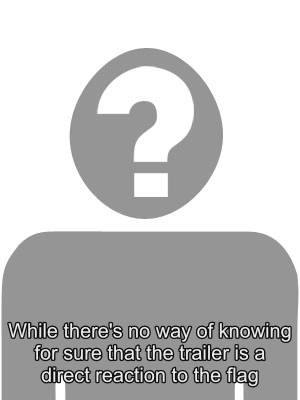 ?
While there's no way of knowing
for sure that the trailer is a
direct reaction to the flag